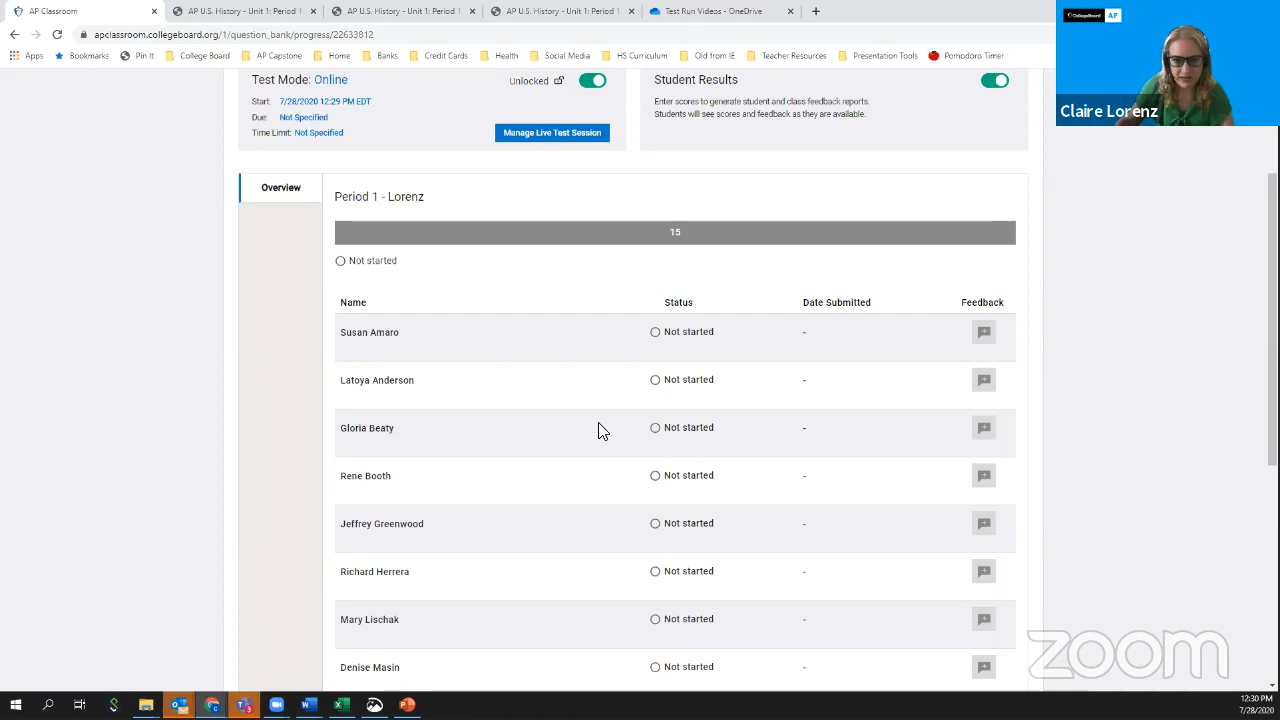 AP Classroom
AP U.S. History - Unit 1: Period 1
AP U.S. History - Unit 1: Period 1
AP U.S. History - Unit 1: Period 1
Test Run Videos - OneDrive
apclassroom.collegeboard.org/1/question_bank/progress/22633812
Apps
Bookmarks
Pin It
College Board
AP Capstone
Home
Banks
Credit Cards
Health
Social Media
HS Curriculum
Old from IE
Teacher Resources
Presentation Tools
Pomodoro Timer
CollegeBoard AP
Claire Lorenz
Test Mode: Online
Unlocked
Start: 7/28/2020 12:29 PM EDT
Due: Not Specified
Time Limit: Not Specified
Manage Live Test Session
Student Results
Enter scores to generate student and class feedback reports.
Students will see scores and feedback as they are available.
Overview
Period 1 - Lorenz
15
Not started
Name Status Date Submitted Feedback
Susan Amaro Not started -
Latoya Anderson Not started -
Gloria Beaty Not started -
Rene Booth Not started -
Jeffrey Greenwood Not started -
Richard Herrera Not started -
Mary Lischak Not started -
Denise Masin Not started -
zoom
12:30 PM
7/28/2020